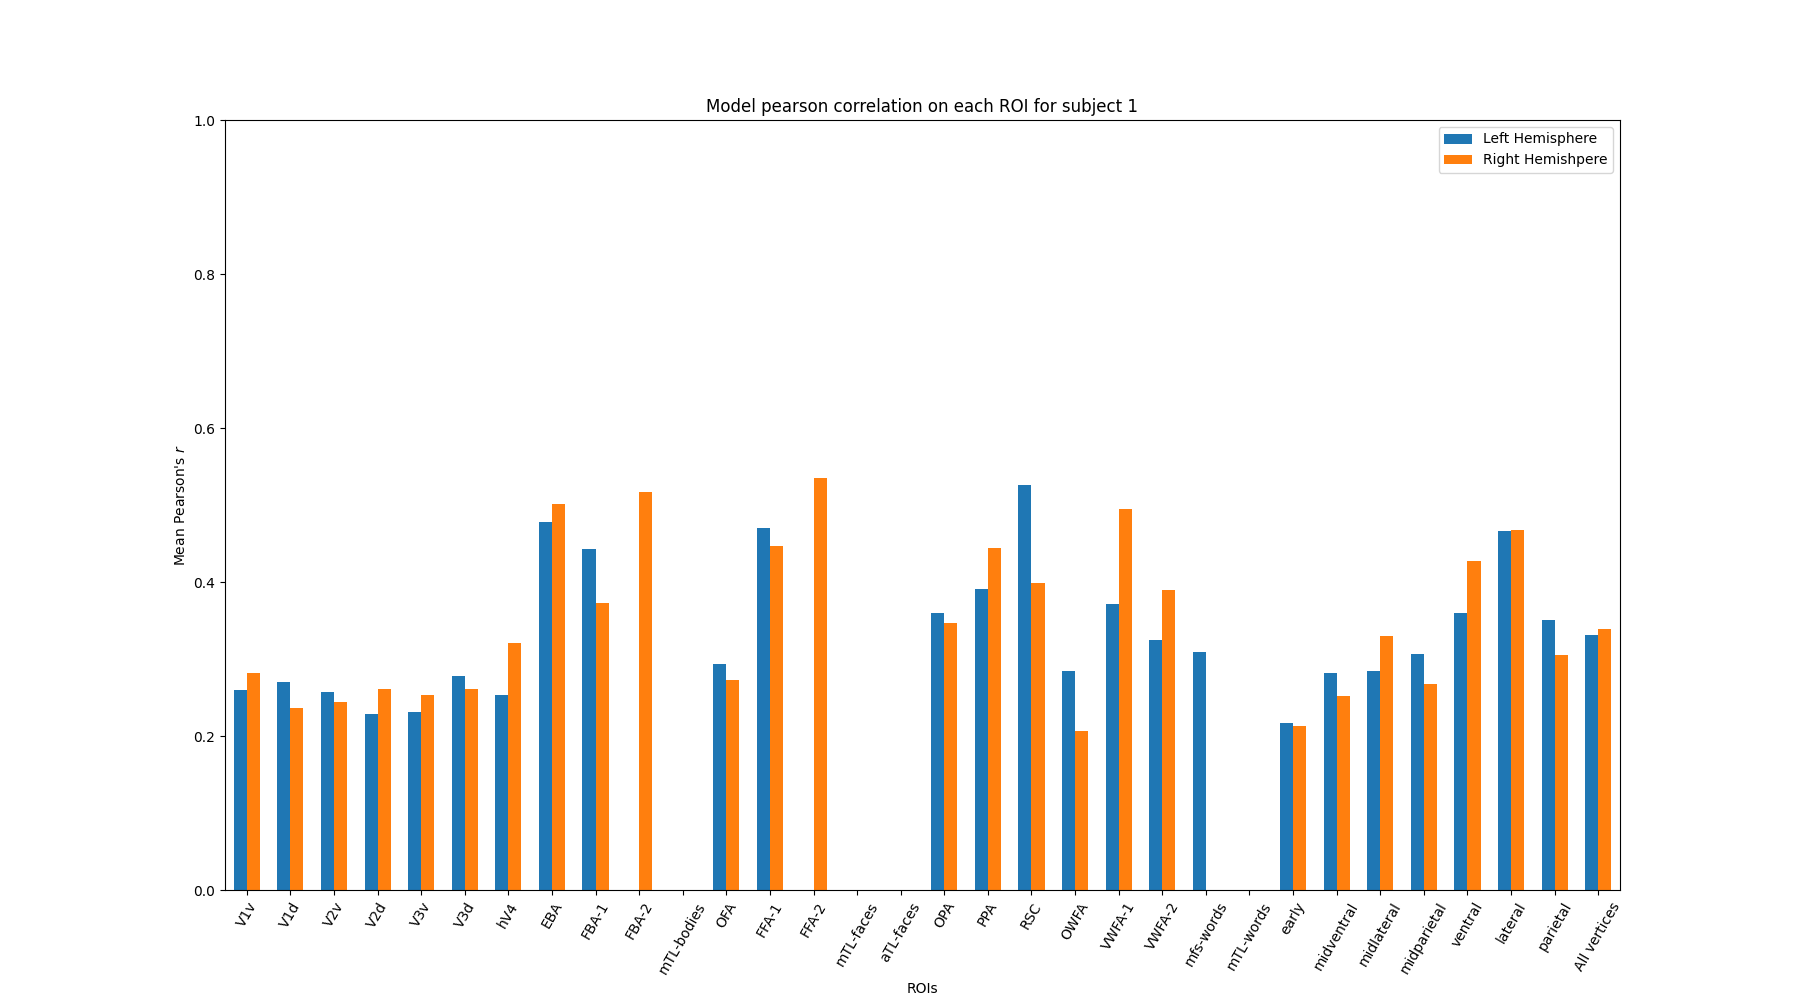 Model pearson correlation on each ROI for subject 1
1.0
0.8
0.6
0.4
0.2
0.0
Mean Pearson's r
Left Hemisphere
Right Hemishpere
V1v
V1d
V2v
V2d
V3v
V3d
hV4
EBA
FBA-1
FBA-2
mTL-bodies
OFA
FFA-1
FFA-2
mTL-faces
aTL-faces
OPA
PPA
RSC
OWFA
VWFA-1
VWFA-2
mfs-words
mTL-words
early
midventral
midlateral
midparietal
ventral
lateral
parietal
All vertices
ROIs